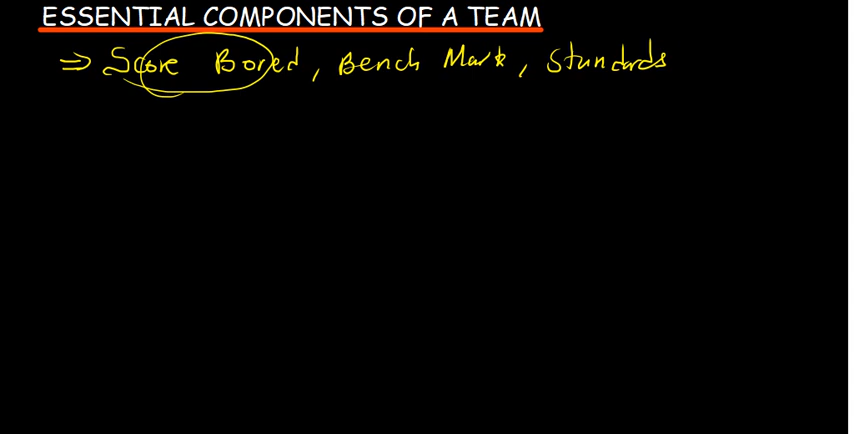 ESSENTIAL COMPONENTS OF A TEAM
⇒ Score Bored, Bench Mark, Standards